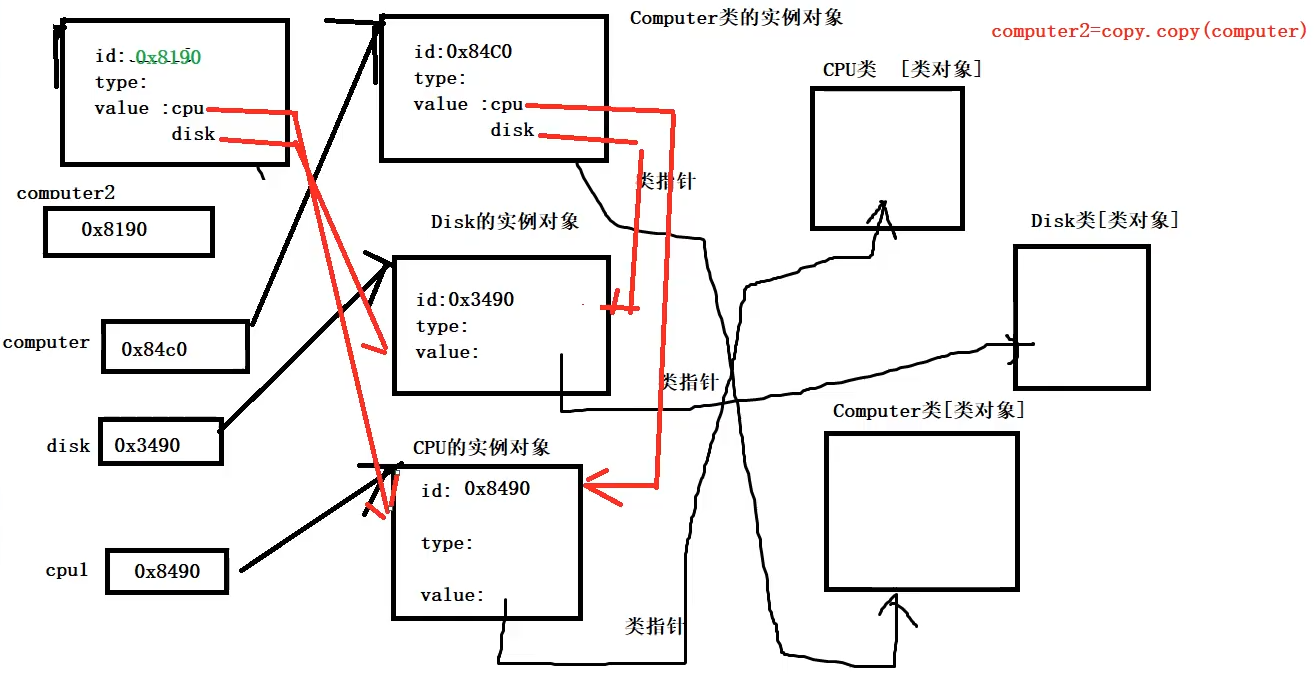 Computer类的实例对象
computer2=copy.copy(computer)
id: 0x8190
type:
value :cpu
disk
id:0x84C0
type:
value :cpu
disk
CPU类 [类对象]
类指针
computer2
0x8190
Disk的实例对象
Disk类[类对象]
id:0x3490
type:
value:
computer
0x84c0
类指针
Computer类[类对象]
disk
0x3490
CPU的实例对象
id: 0x8490
type:
value:
cpu1
0x8490
类指针